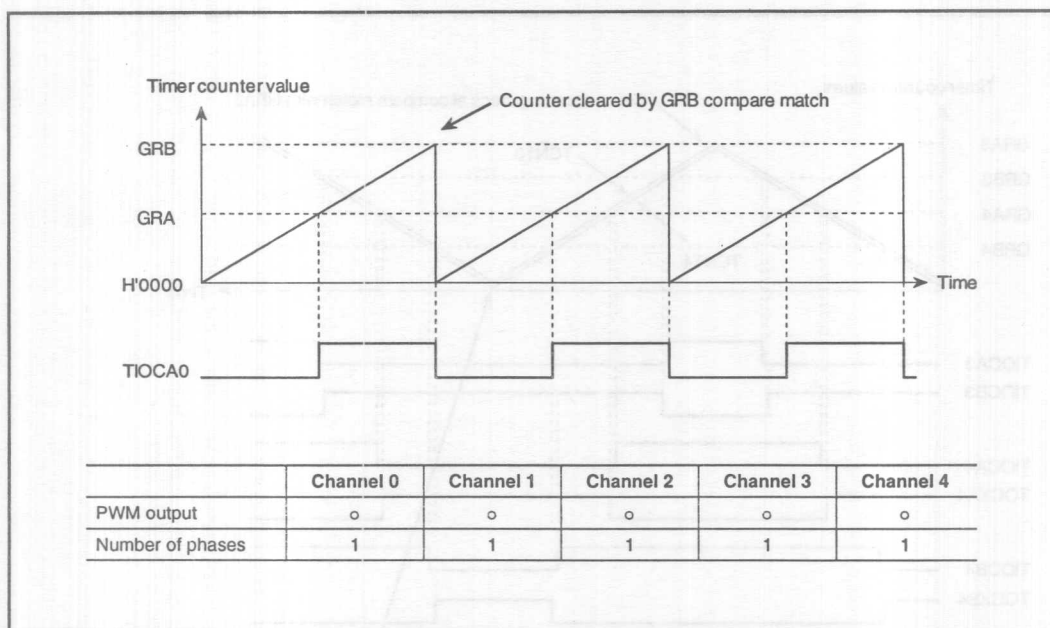 Timer counter value
Counter cleared by GRB compare match
GRB
GRA
H'0000
Time
TIOCA0
Channel 0 Channel 1 Channel 2 Channel 3 Channel 4
PWM output o o o o o
Number of phases 1 1 1 1 1